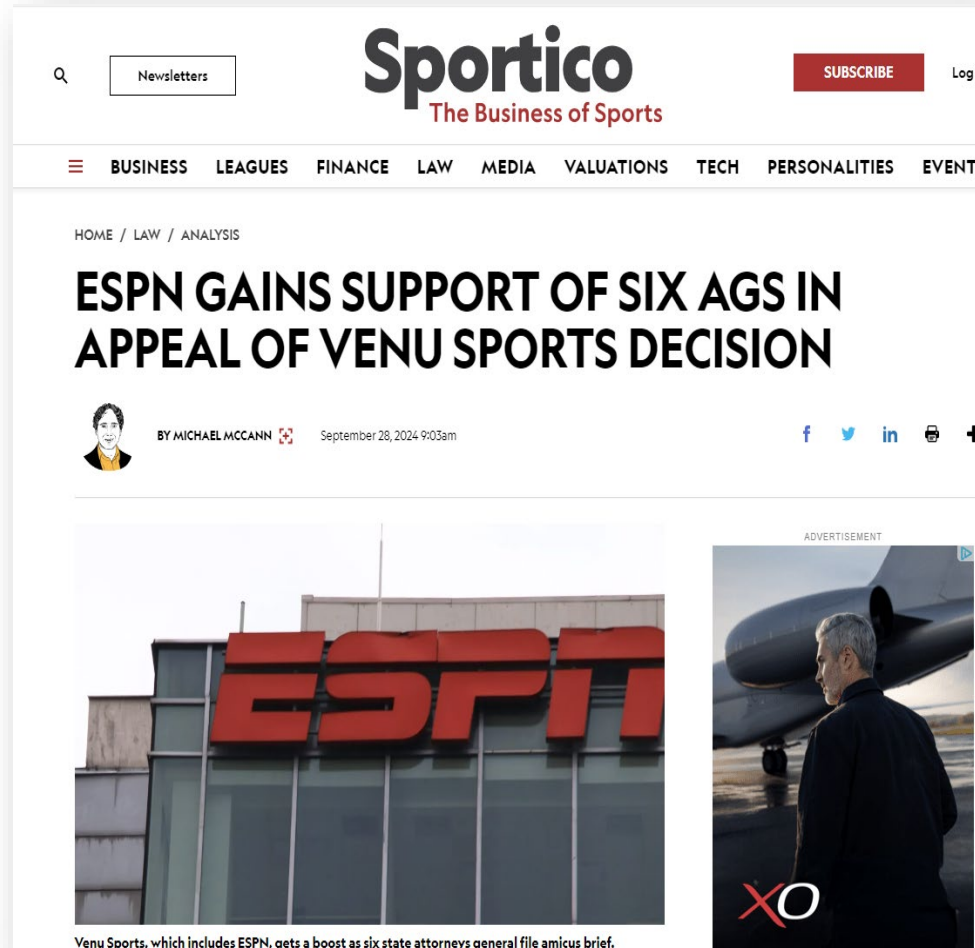 Newsletters
Sportico
The Business of Sports
SUBSCRIBE
Log
BUSINESS LEAGUES FINANCE LAW MEDIA VALUATIONS TECH PERSONALITIES EVENT
HOME / LAW / ANALYSIS
ESPN GAINS SUPPORT OF SIX AGS IN
APPEAL OF VENU SPORTS DECISION
BY MICHAEL MCCANN September 28, 2024 9:03am
ADVERTISEMENT
ESPN
XO
Venu Sports, which includes ESPN, gets a boost as six state attorneys general file amicus brief.